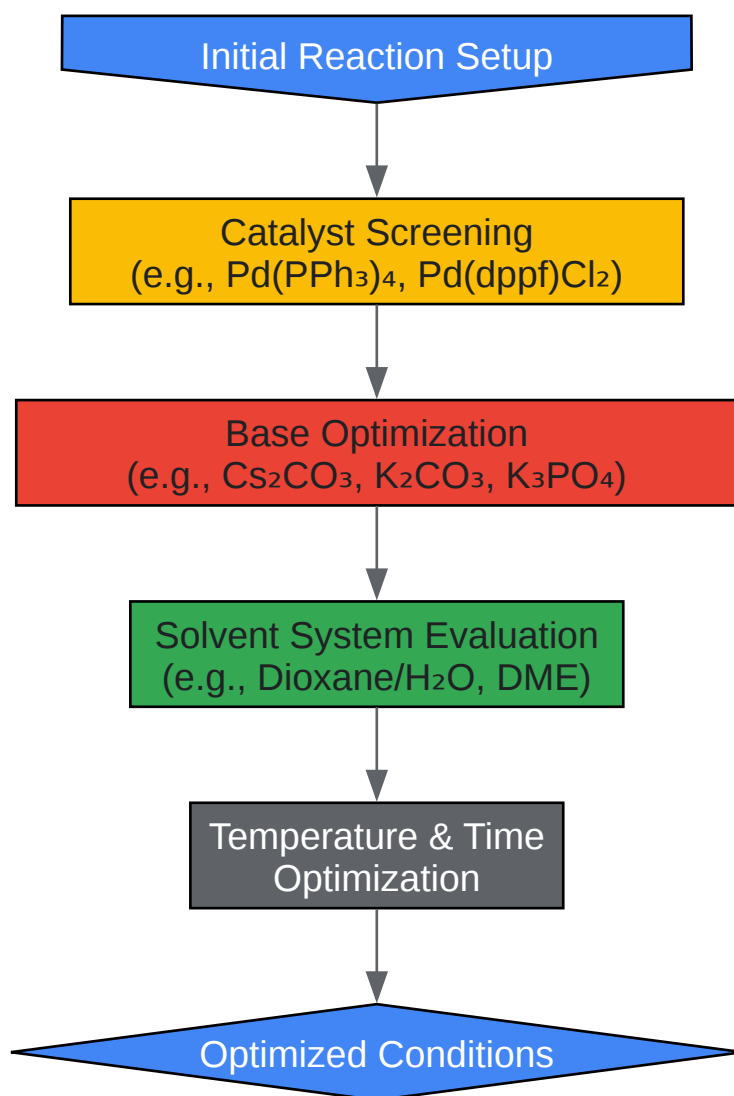 Initial Reaction Setup
Catalyst Screening
(e.g., Pd(PPh₃)₄, Pd(dppf)Cl₂)
Base Optimization
(e.g., Cs₂CO₃, K₂CO₃, K₃PO₄)
Solvent System Evaluation
(e.g., Dioxane/H₂O, DME)
Temperature & Time
Optimization
Optimized Conditions